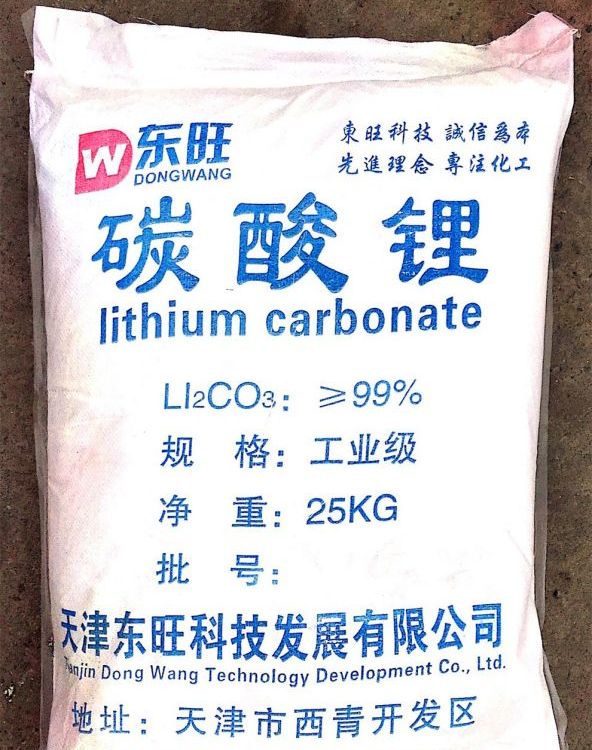 W 东旺
DONGWANG
東旺科技 誠信為本
先進理念 專注化工
碳酸锂
lithium carbonate
LI2CO3: ≥99%
规 格: 工业级
净 重: 25KG
批 号:
天津东旺科技发展有限公司
Tianjin Dong Wang Technology Development Co., Ltd.
地址: 天津市西青开发区